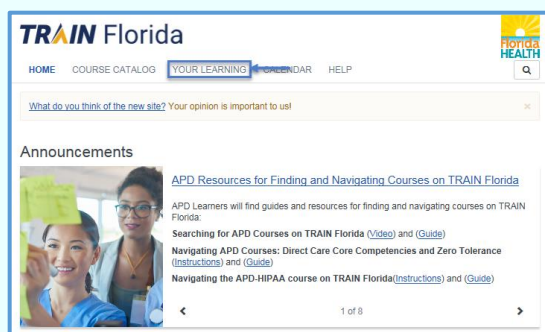 TRAIN Florida
Florida
HEALTH
HOME COURSE CATALOG YOUR LEARNING CALENDAR HELP
What do you think of the new site? Your opinion is important to us! ×
Announcements
APD Resources for Finding and Navigating Courses on TRAIN Florida
APD Learners will find guides and resources for finding and navigating courses on TRAIN
Florida:
Searching for APD Courses on TRAIN Florida (Video) and (Guide)
Navigating APD Courses: Direct Care Core Competencies and Zero Tolerance
(Instructions) and (Guide)
Navigating the APD-HIPAA course on TRAIN Florida(Instructions) and (Guide)
1 of 8